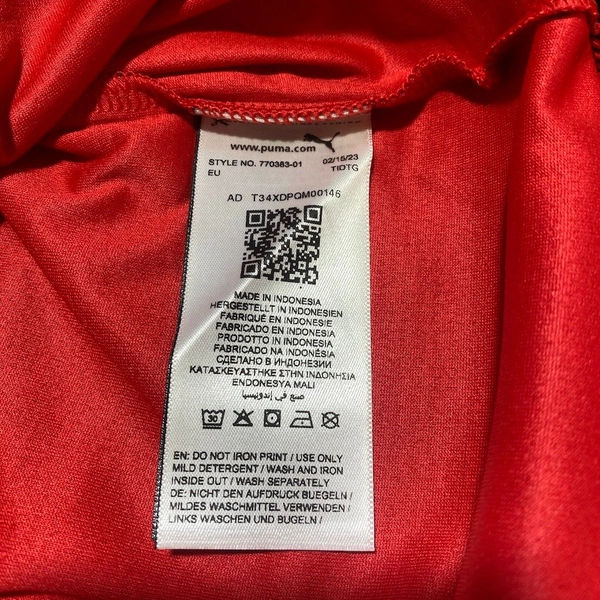 www.puma.com
STYLE NO. 770383-01 02/15/23
EU TIDTG
AD T34XDPQM00146
MADE IN INDONESIA
HERGESTELLT IN INDONESIEN
FABRIQUÉ EN INDONESIE
FABRICADO EN INDONESIA
PRODOTTO IN INDONESIA
FABRICADO NA INDONÉSIA
СДЕЛАНО В ИНДОНЕЗИИ
ΚΑΤΑΣΚΕΥΑΣΤΗΚΕ ΣΤΗΝ ΙΝΔΟΝΗΣΙΑ
ENDONESYA MALI
صنع في إندونيسيا
30
EN: DO NOT IRON PRINT / USE ONLY
MILD DETERGENT / WASH AND IRON
INSIDE OUT / WASH SEPARATELY
DE: NICHT DEN AUFDRUCK BUEGELN /
MILDES WASCHMITTEL VERWENDEN /
LINKS WASCHEN UND BUGELN /